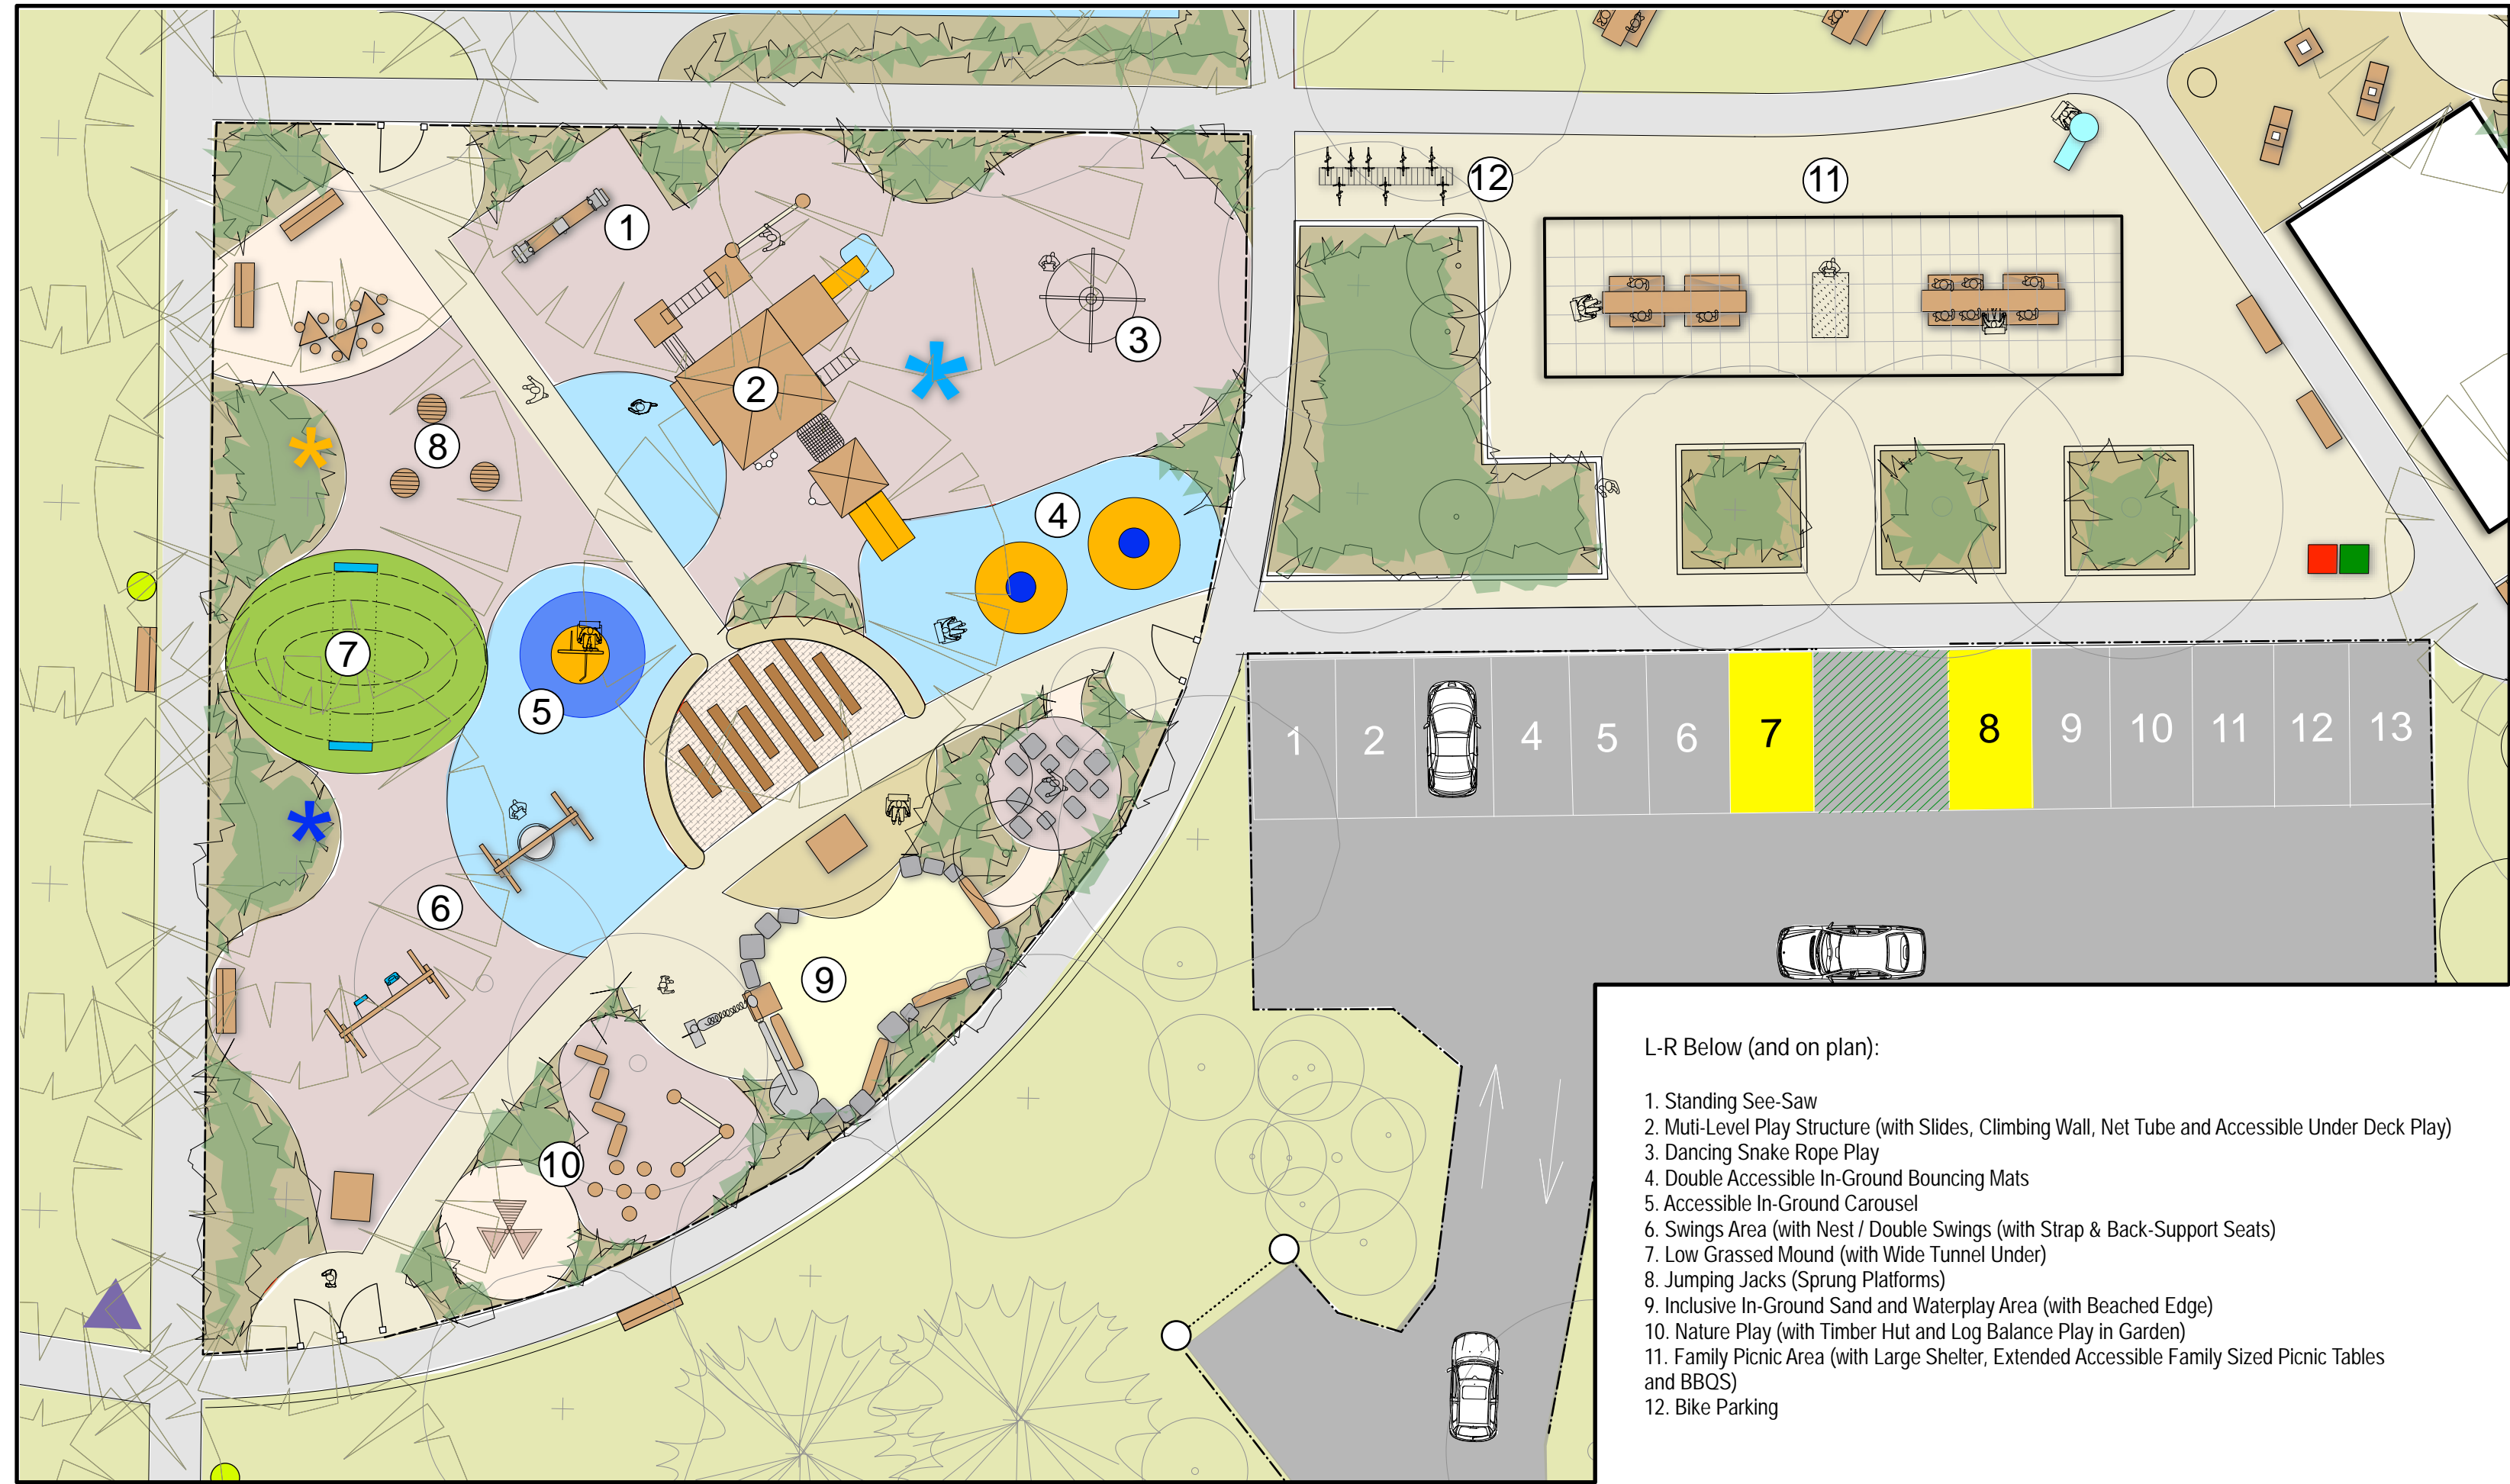 12
11
1
3
2
8
4
7
5
6
9
10
1 2 4 5 6 7 8 9 10 11 12 13
L-R Below (and on plan):
1. Standing See-Saw
2. Muti-Level Play Structure (with Slides, Climbing Wall, Net Tube and Accessible Under Deck Play)
3. Dancing Snake Rope Play
4. Double Accessible In-Ground Bouncing Mats
5. Accessible In-Ground Carousel
6. Swings Area (with Nest / Double Swings (with Strap & Back-Support Seats)
7. Low Grassed Mound (with Wide Tunnel Under)
8. Jumping Jacks (Sprung Platforms)
9. Inclusive In-Ground Sand and Waterplay Area (with Beached Edge)
10. Nature Play (with Timber Hut and Log Balance Play in Garden)
11. Family Picnic Area (with Large Shelter, Extended Accessible Family Sized Picnic Tables
and BBQS)
12. Bike Parking